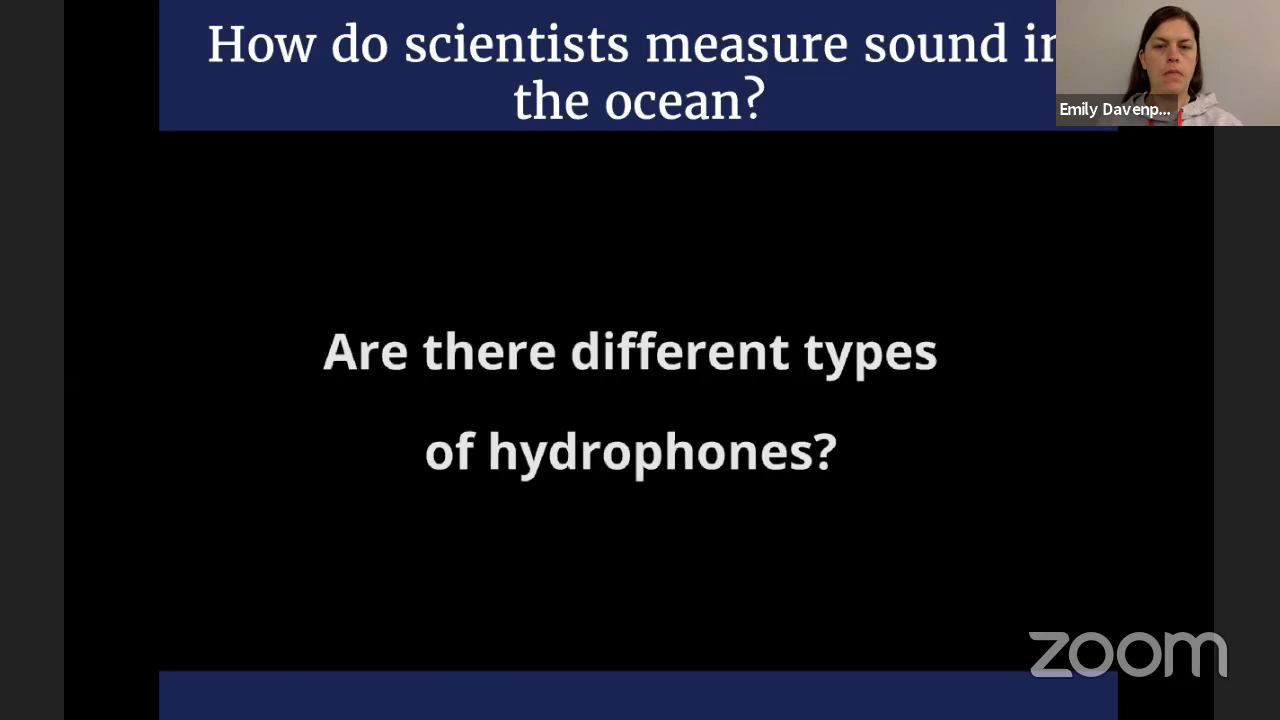 How do scientists measure sound in
the ocean?
Emily Davenp...
Are there different types
of hydrophones?
zoom